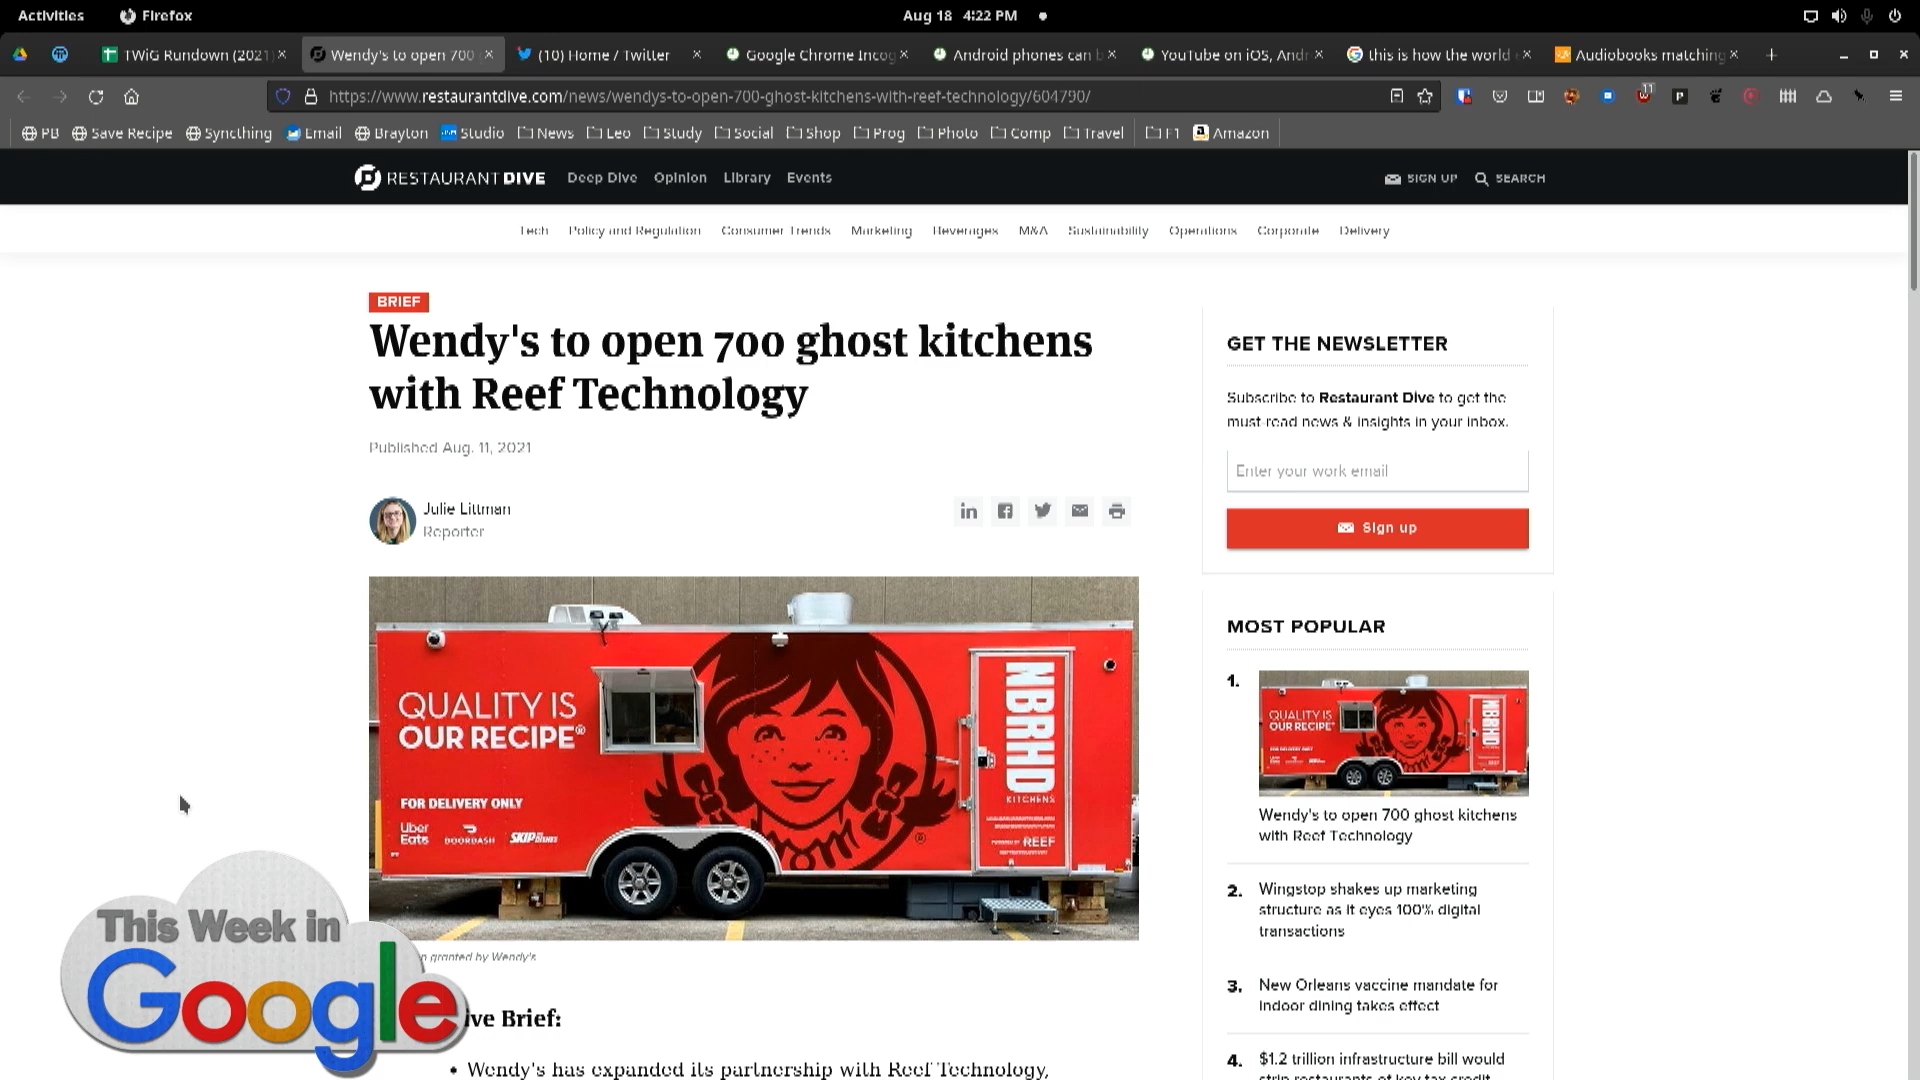 Activities Firefox Aug 18 4:22 PM
TWiG Rundown (2021) Wendy's to open 700 (10) Home / Twitter Google Chrome Incog Android phones can b YouTube on iOS, Andr this is how the world Audiobooks matching
https://www.restaurantdive.com/news/wendys-to-open-700-ghost-kitchens-with-reef-technology/604790/ 11
PB Save Recipe Syncthing Email Brayton Studio News Leo Study Social Shop Prog Photo Comp Travel F1 Amazon
RESTAURANT DIVE Deep Dive Opinion Library Events SIGN UP SEARCH
Tech Policy and Regulation Consumer Trends Marketing Beverages M&A Sustainability Operations Corporate Delivery
BRIEF
Wendy's to open 700 ghost kitchens
with Reef Technology
Published Aug. 11, 2021
Julie Littman
Reporter
QUALITY IS
OUR RECIPE®
FOR DELIVERY ONLY
Uber Eats DOORDASH SKIP THE DISHES
NBRHD
KITCHENS
POWERED BY REEF
®
n granted by Wendy's
ive Brief:
• Wendy's has expanded its partnership with Reef Technology,
GET THE NEWSLETTER
Subscribe to Restaurant Dive to get the
must-read news & insights in your inbox.
Enter your work email
Sign up
MOST POPULAR
1.
QUALITY IS
OUR RECIPE
NBRHD
Wendy's to open 700 ghost kitchens
with Reef Technology
2. Wingstop shakes up marketing
structure as it eyes 100% digital
transactions
3. New Orleans vaccine mandate for
indoor dining takes effect
4. $1.2 trillion infrastructure bill would
strip restaurants of key tax credit
This Week in
Google